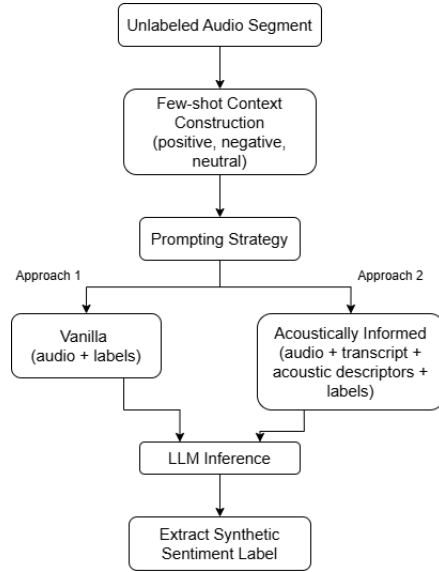 Unlabeled Audio Segment
Few-shot Context
Construction
(positive, negative,
neutral)
Prompting Strategy
Approach 1
Approach 2
Vanilla
(audio + labels)
Acoustically Informed
(audio + transcript +
acoustic descriptors +
labels)
LLM Inference
Extract Synthetic
Sentiment Label